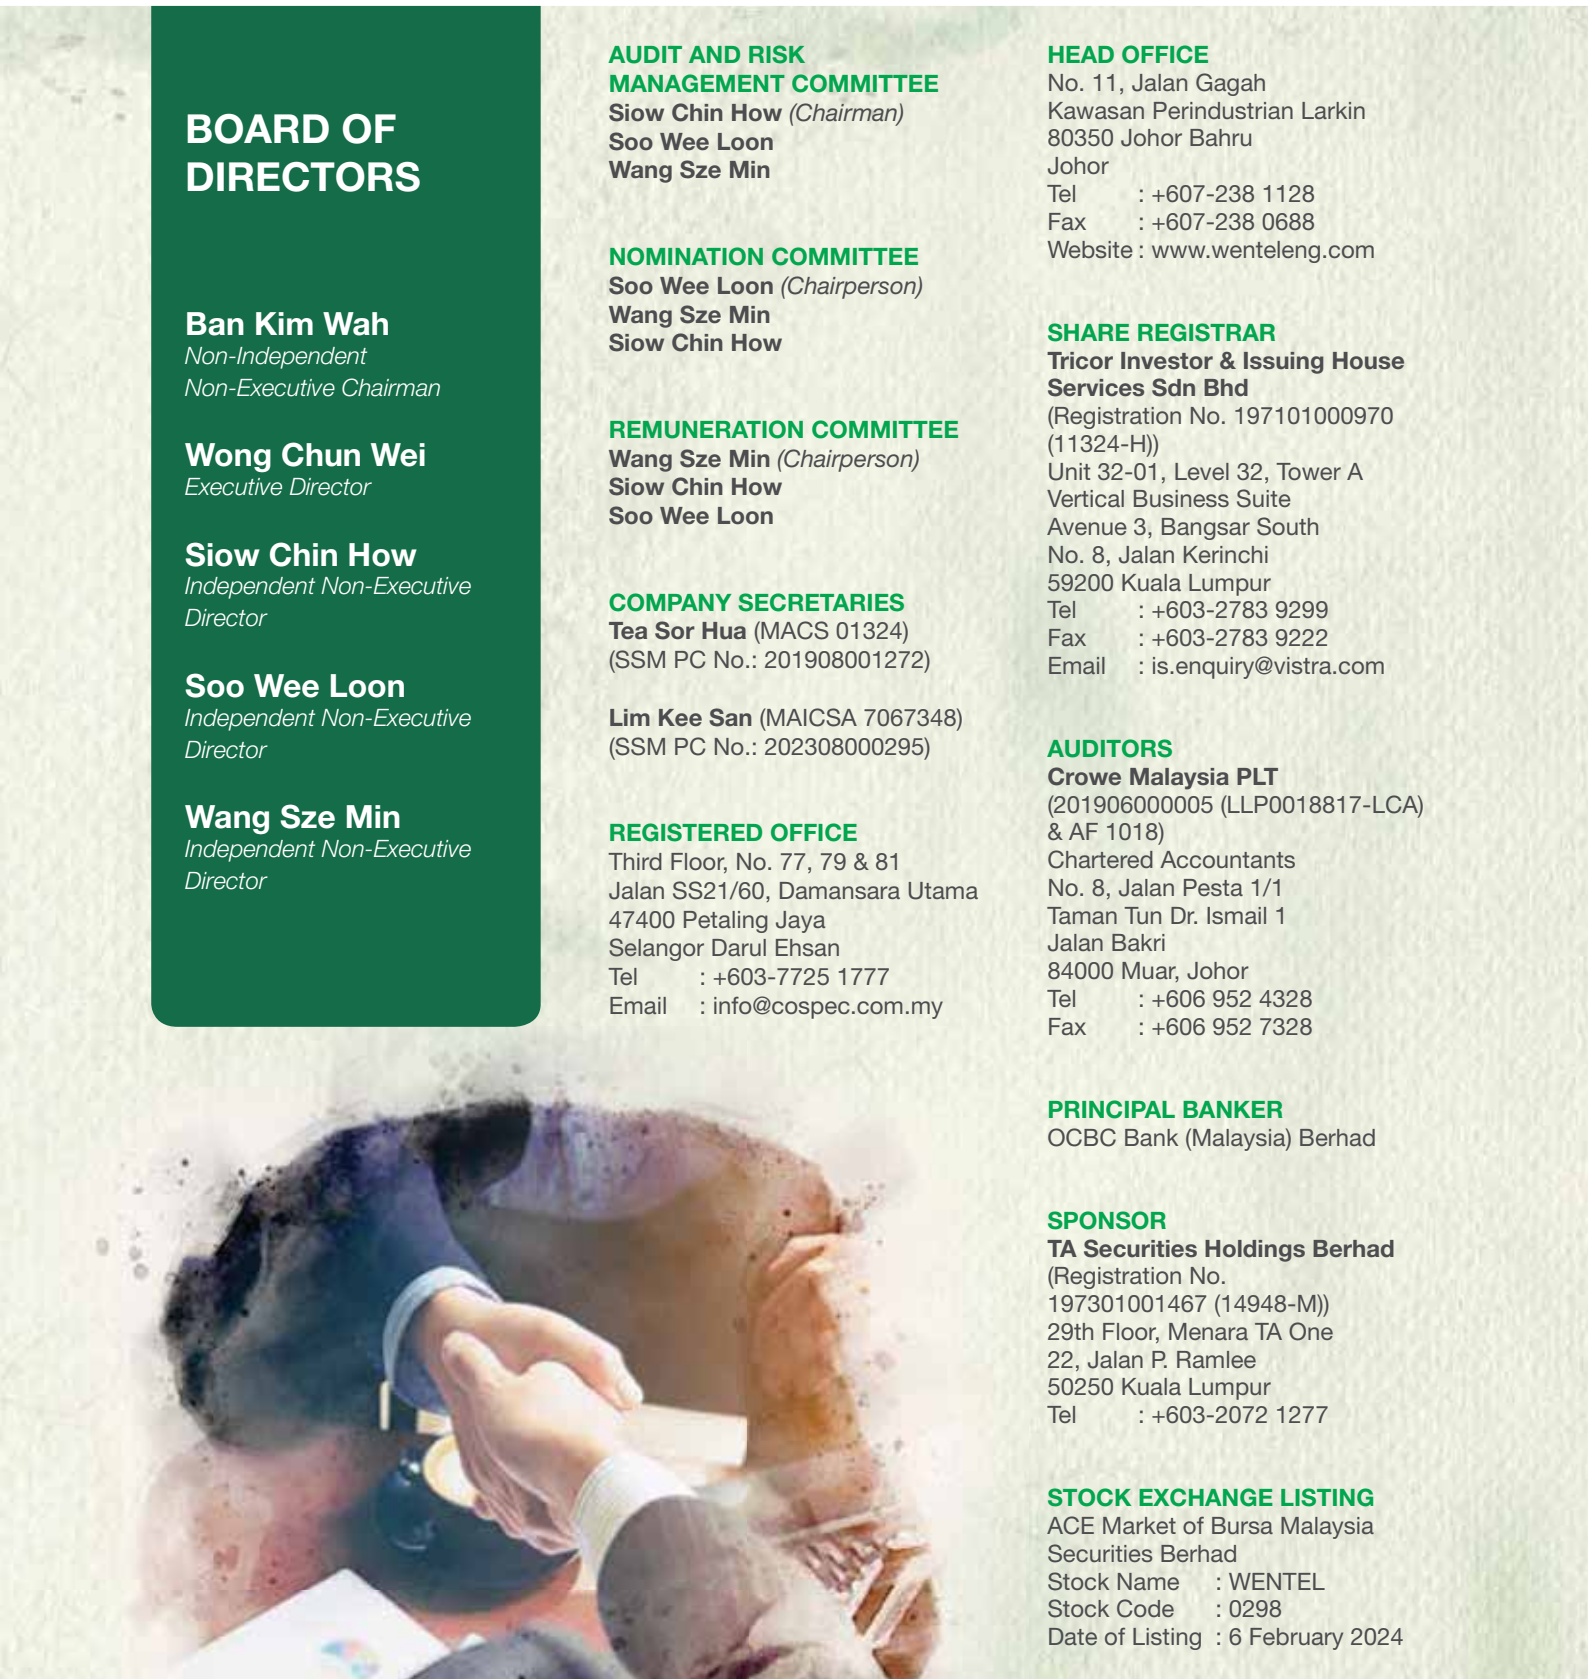 BOARD OF
DIRECTORS
Ban Kim Wah
Non-Independent
Non-Executive Chairman
Wong Chun Wei
Executive Director
Siow Chin How
Independent Non-Executive
Director
Soo Wee Loon
Independent Non-Executive
Director
Wang Sze Min
Independent Non-Executive
Director
AUDIT AND RISK
MANAGEMENT COMMITTEE
Siow Chin How (Chairman)
Soo Wee Loon
Wang Sze Min
NOMINATION COMMITTEE
Soo Wee Loon (Chairperson)
Wang Sze Min
Siow Chin How
REMUNERATION COMMITTEE
Wang Sze Min (Chairperson)
Siow Chin How
Soo Wee Loon
COMPANY SECRETARIES
Tea Sor Hua (MACS 01324)
(SSM PC No.: 201908001272)
Lim Kee San (MAICSA 7067348)
(SSM PC No.: 202308000295)
REGISTERED OFFICE
Third Floor, No. 77, 79 & 81
Jalan SS21/60, Damansara Utama
47400 Petaling Jaya
Selangor Darul Ehsan
Tel : +603-7725 1777
Email : info@cospec.com.my
HEAD OFFICE
No. 11, Jalan Gagah
Kawasan Perindustrian Larkin
80350 Johor Bahru
Johor
Tel : +607-238 1128
Fax : +607-238 0688
Website : www.wenteleng.com
SHARE REGISTRAR
Tricor Investor & Issuing House
Services Sdn Bhd
(Registration No. 197101000970
(11324-H))
Unit 32-01, Level 32, Tower A
Vertical Business Suite
Avenue 3, Bangsar South
No. 8, Jalan Kerinchi
59200 Kuala Lumpur
Tel : +603-2783 9299
Fax : +603-2783 9222
Email : is.enquiry@vistra.com
AUDITORS
Crowe Malaysia PLT
(201906000005 (LLP0018817-LCA)
& AF 1018)
Chartered Accountants
No. 8, Jalan Pesta 1/1
Taman Tun Dr. Ismail 1
Jalan Bakri
84000 Muar, Johor
Tel : +606 952 4328
Fax : +606 952 7328
PRINCIPAL BANKER
OCBC Bank (Malaysia) Berhad
SPONSOR
TA Securities Holdings Berhad
(Registration No.
197301001467 (14948-M))
29th Floor, Menara TA One
22, Jalan P. Ramlee
50250 Kuala Lumpur
Tel : +603-2072 1277
STOCK EXCHANGE LISTING
ACE Market of Bursa Malaysia
Securities Berhad
Stock Name : WENTEL
Stock Code : 0298
Date of Listing : 6 February 2024